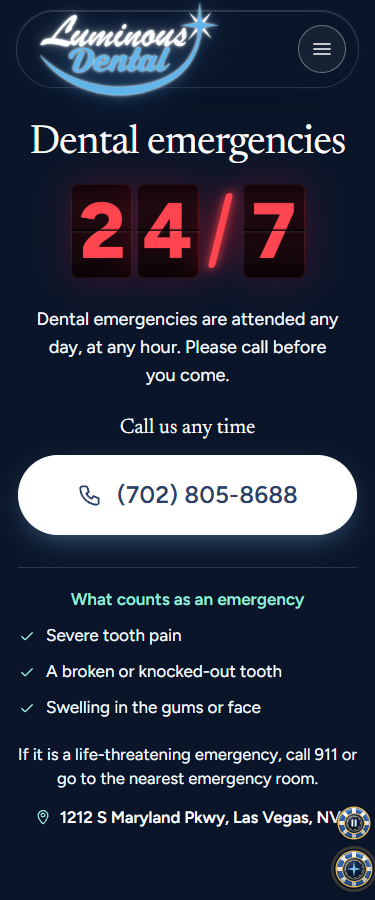 Luminous
Dental
Dental emergencies
24/7
Dental emergencies are attended any
day, at any hour. Please call before
you come.
Call us any time
(702) 805-8688
What counts as an emergency
Severe tooth pain
A broken or knocked-out tooth
Swelling in the gums or face
If it is a life-threatening emergency, call 911 or
go to the nearest emergency room.
1212 S Maryland Pkwy, Las Vegas, NV